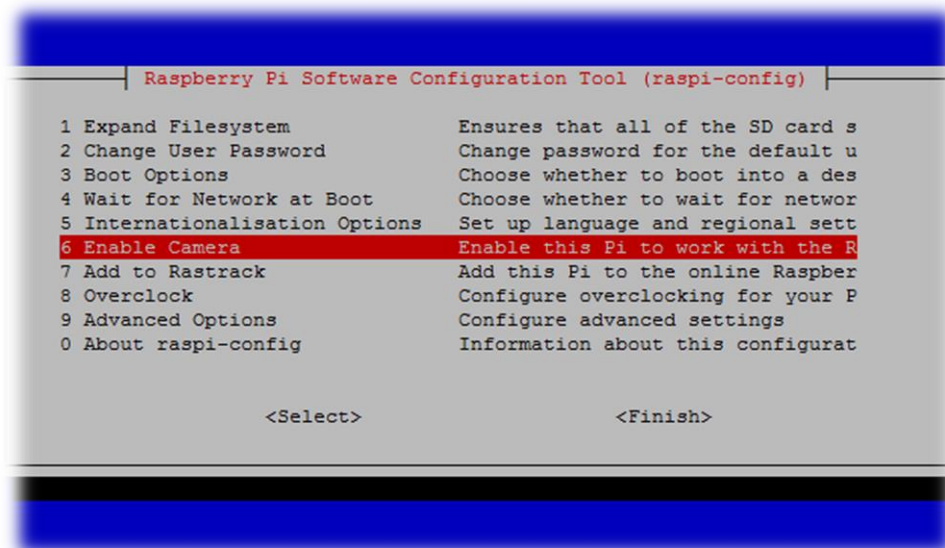 Raspberry Pi Software Configuration Tool (raspi-config)
1 Expand Filesystem Ensures that all of the SD card s
2 Change User Password Change password for the default u
3 Boot Options Choose whether to boot into a des
4 Wait for Network at Boot Choose whether to wait for networ
5 Internationalisation Options Set up language and regional sett
6 Enable Camera Enable this Pi to work with the R
7 Add to Rastrack Add this Pi to the online Raspber
8 Overclock Configure overclocking for your P
9 Advanced Options Configure advanced settings
0 About raspi-config Information about this configurat
<Select> <Finish>